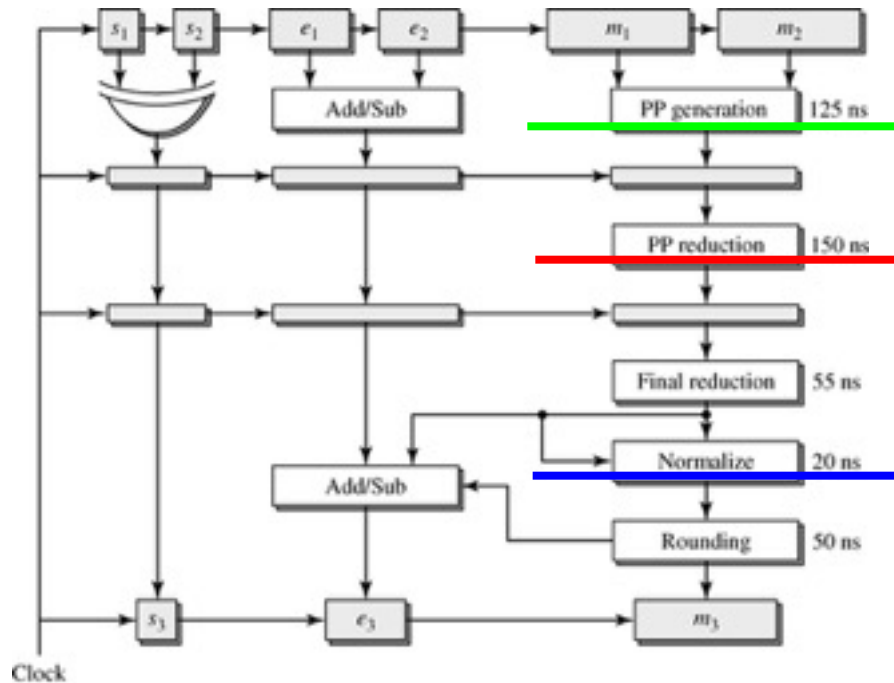 s1 s2 e1 e2 m1 m2
Add/Sub PP generation 125 ns
PP reduction 150 ns
Final reduction 55 ns
Normalize 20 ns
Add/Sub
Rounding 50 ns
s3 e3 m3
Clock